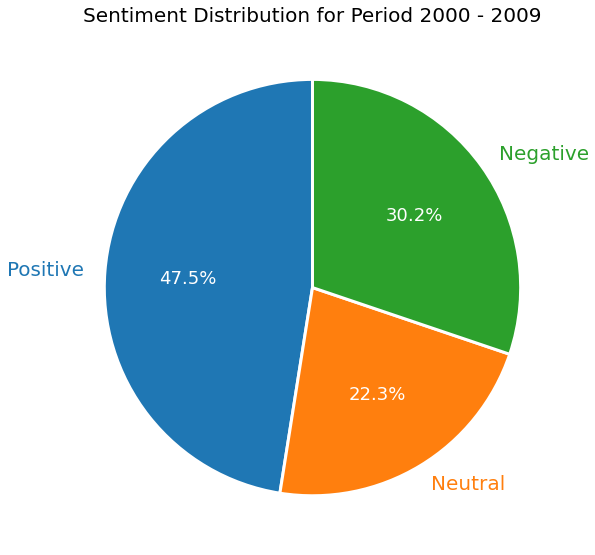 Sentiment Distribution for Period 2000 - 2009
Negative
30.2%
Positive
47.5%
22.3%
Neutral